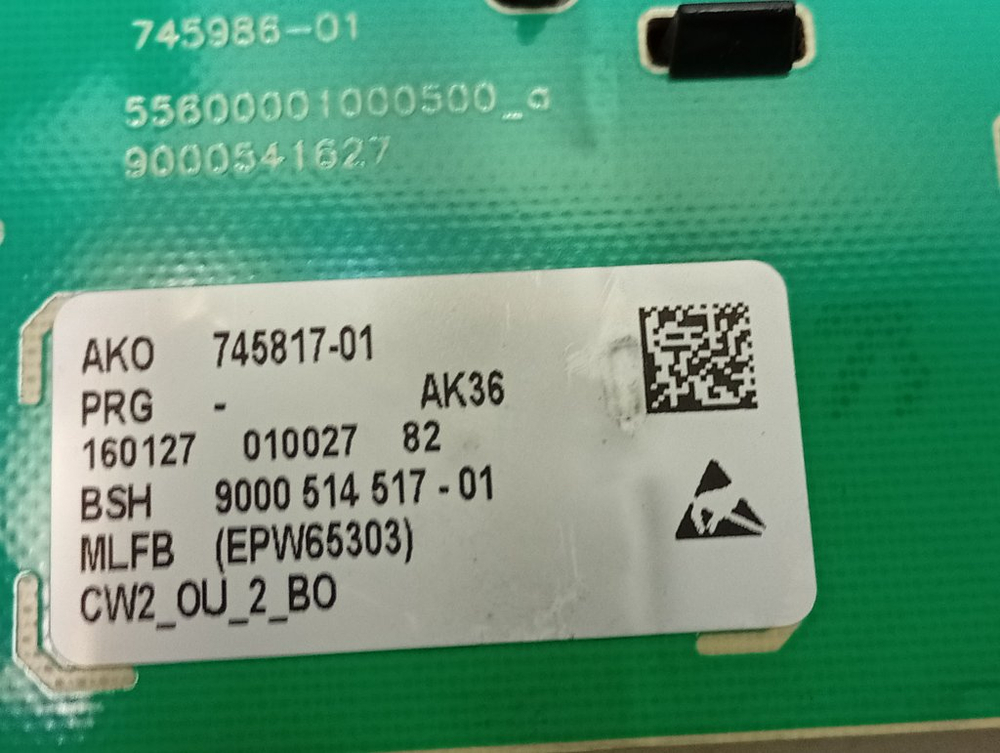 745986-01
55600001000500_a
9000541627
AKO 745817-01
PRG - AK36
160127 010027 82
BSH 9000 514 517 - 01
MLFB (EPW65303)
CW2_OU_2_BO